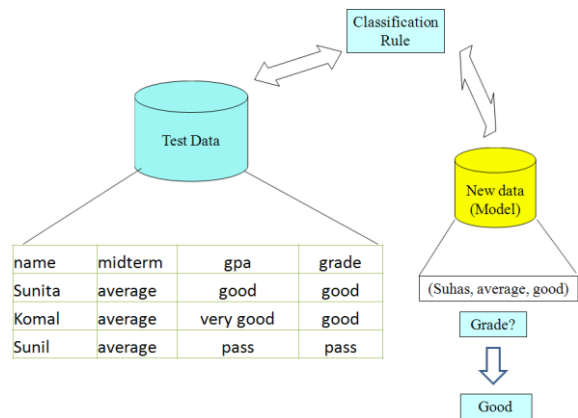 Classification
Rule
Test Data
New data
(Model)
name midterm gpa grade
Sunita average good good
Komal average very good good
Sunil average pass pass
(Suhas, average, good)
Grade?
Good